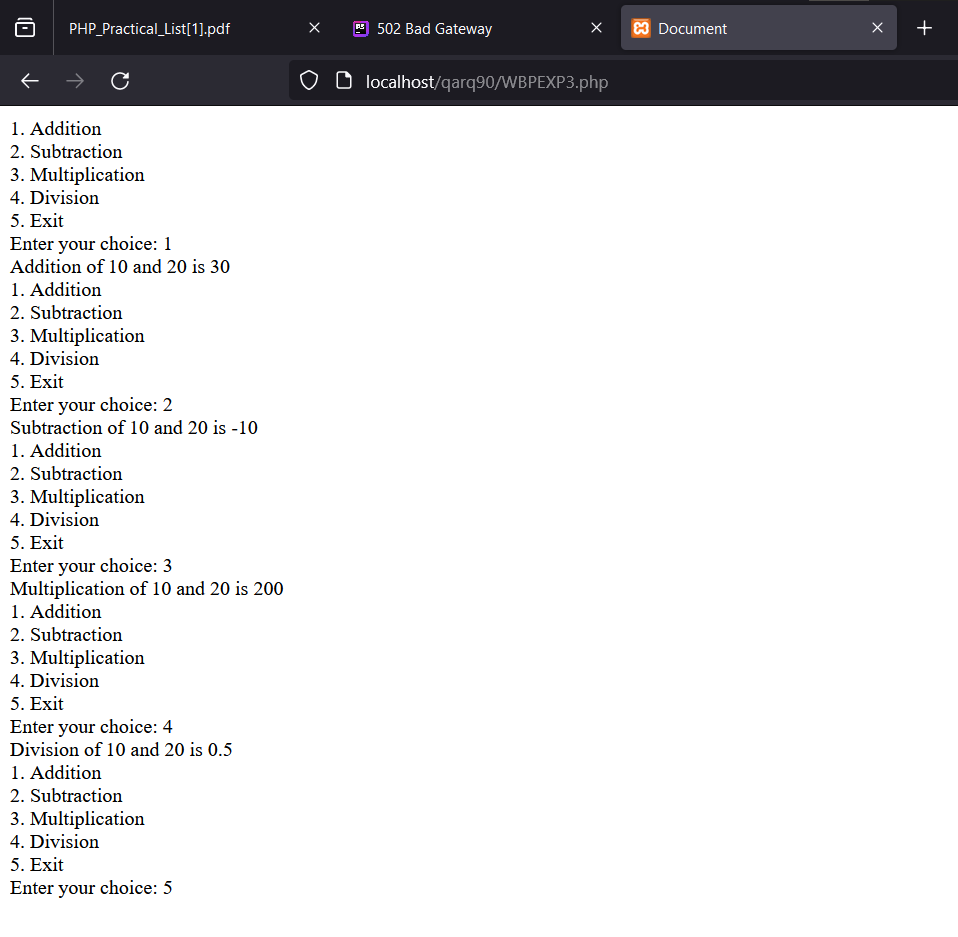 PHP_Practical_List[1].pdf
502 Bad Gateway
Document
localhost/qarq90/WBPEXP3.php
1. Addition
2. Subtraction
3. Multiplication
4. Division
5. Exit
Enter your choice: 1
Addition of 10 and 20 is 30
1. Addition
2. Subtraction
3. Multiplication
4. Division
5. Exit
Enter your choice: 2
Subtraction of 10 and 20 is -10
1. Addition
2. Subtraction
3. Multiplication
4. Division
5. Exit
Enter your choice: 3
Multiplication of 10 and 20 is 200
1. Addition
2. Subtraction
3. Multiplication
4. Division
5. Exit
Enter your choice: 4
Division of 10 and 20 is 0.5
1. Addition
2. Subtraction
3. Multiplication
4. Division
5. Exit
Enter your choice: 5